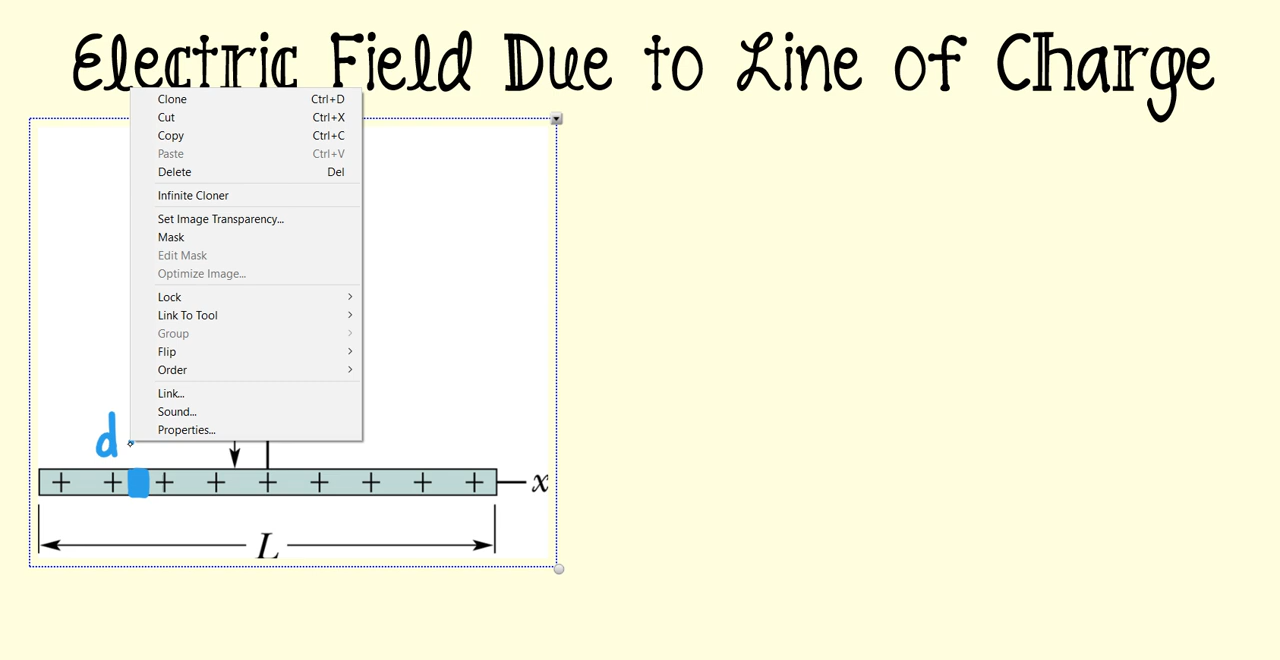 Electric Field Due to Line of Charge
Clone Ctrl+D
Cut Ctrl+X
Copy Ctrl+C
Paste Ctrl+V
Delete Del
Infinite Cloner
Set Image Transparency...
Mask
Edit Mask
Optimize Image...
Lock
Link To Tool
Group
Flip
Order
Link...
Sound...
Properties...
d
+ + + + + + + + + x
L